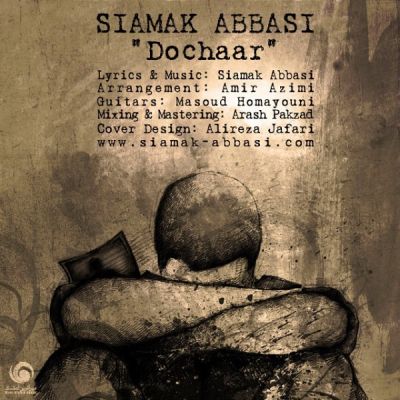 SIAMAK ABBASI
"Dochaar"
Lyrics & Music: Siamak Abbasi
Arrangement: Amir Azimi
Guitars: Masoud Homayouni
Mixing & Mastering: Arash Pakzad
Cover Design: Alireza Jafari
www.siamak-abbasi.com